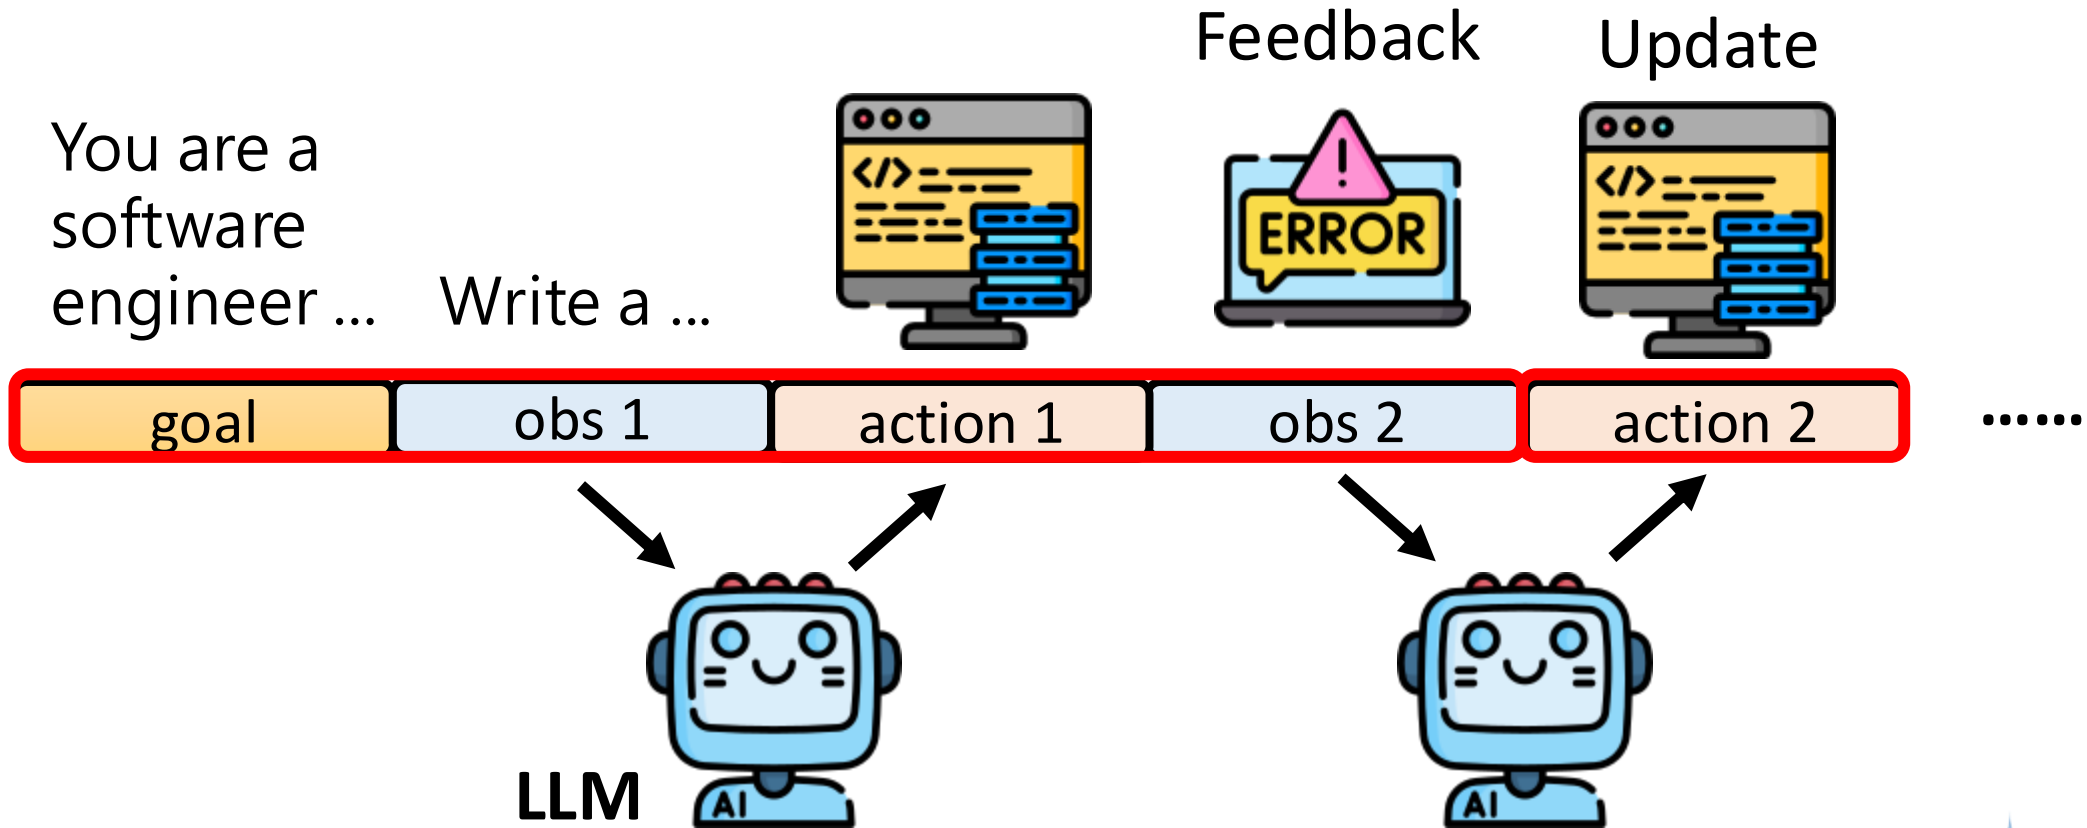 Feedback
Update
You are a
software
engineer ...
Write a ...
</>
ERROR
</>
goal
obs 1
action 1
obs 2
action 2
……
LLM
AI
AI